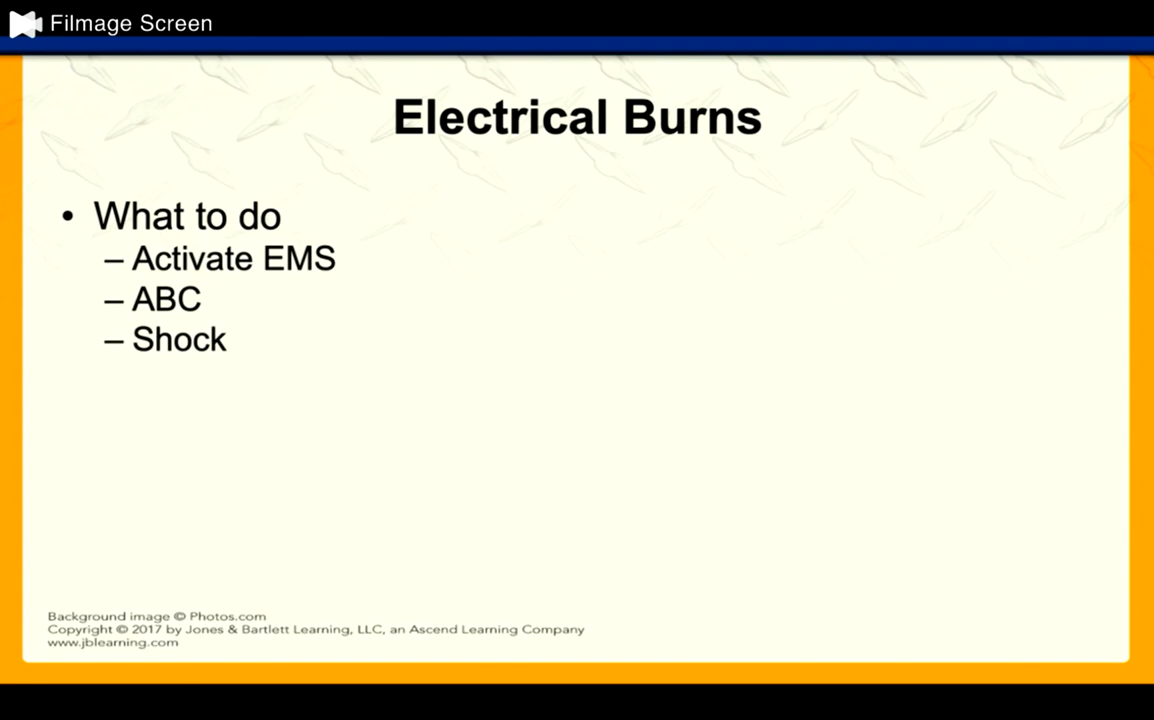 Filmage Screen
Electrical Burns
• What to do
– Activate EMS
– ABC
– Shock
Background image © Photos.com
Copyright © 2017 by Jones & Bartlett Learning, LLC, an Ascend Learning Company
www.jblearning.com